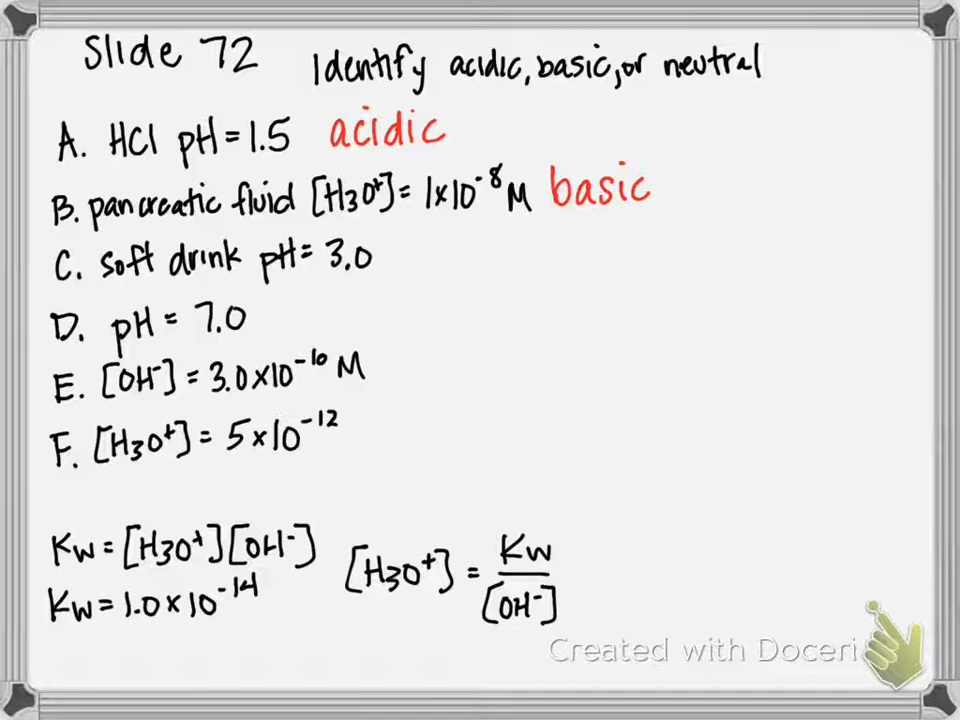 Slide 72
Identify acidic, basic, or neutral
A. HCl pH = 1.5 acidic
B. pancreatic fluid [H3O+] = 1×10⁻⁸ M basic
C. soft drink pH = 3.0
D. pH = 7.0
E. [OH⁻] = 3.0×10⁻¹⁰ M
F. [H3O+] = 5×10⁻¹²
Kw = [H3O+][OH⁻]
Kw = 1.0×10⁻¹⁴
[H3O+] = Kw / [OH⁻]
Created with Doceri